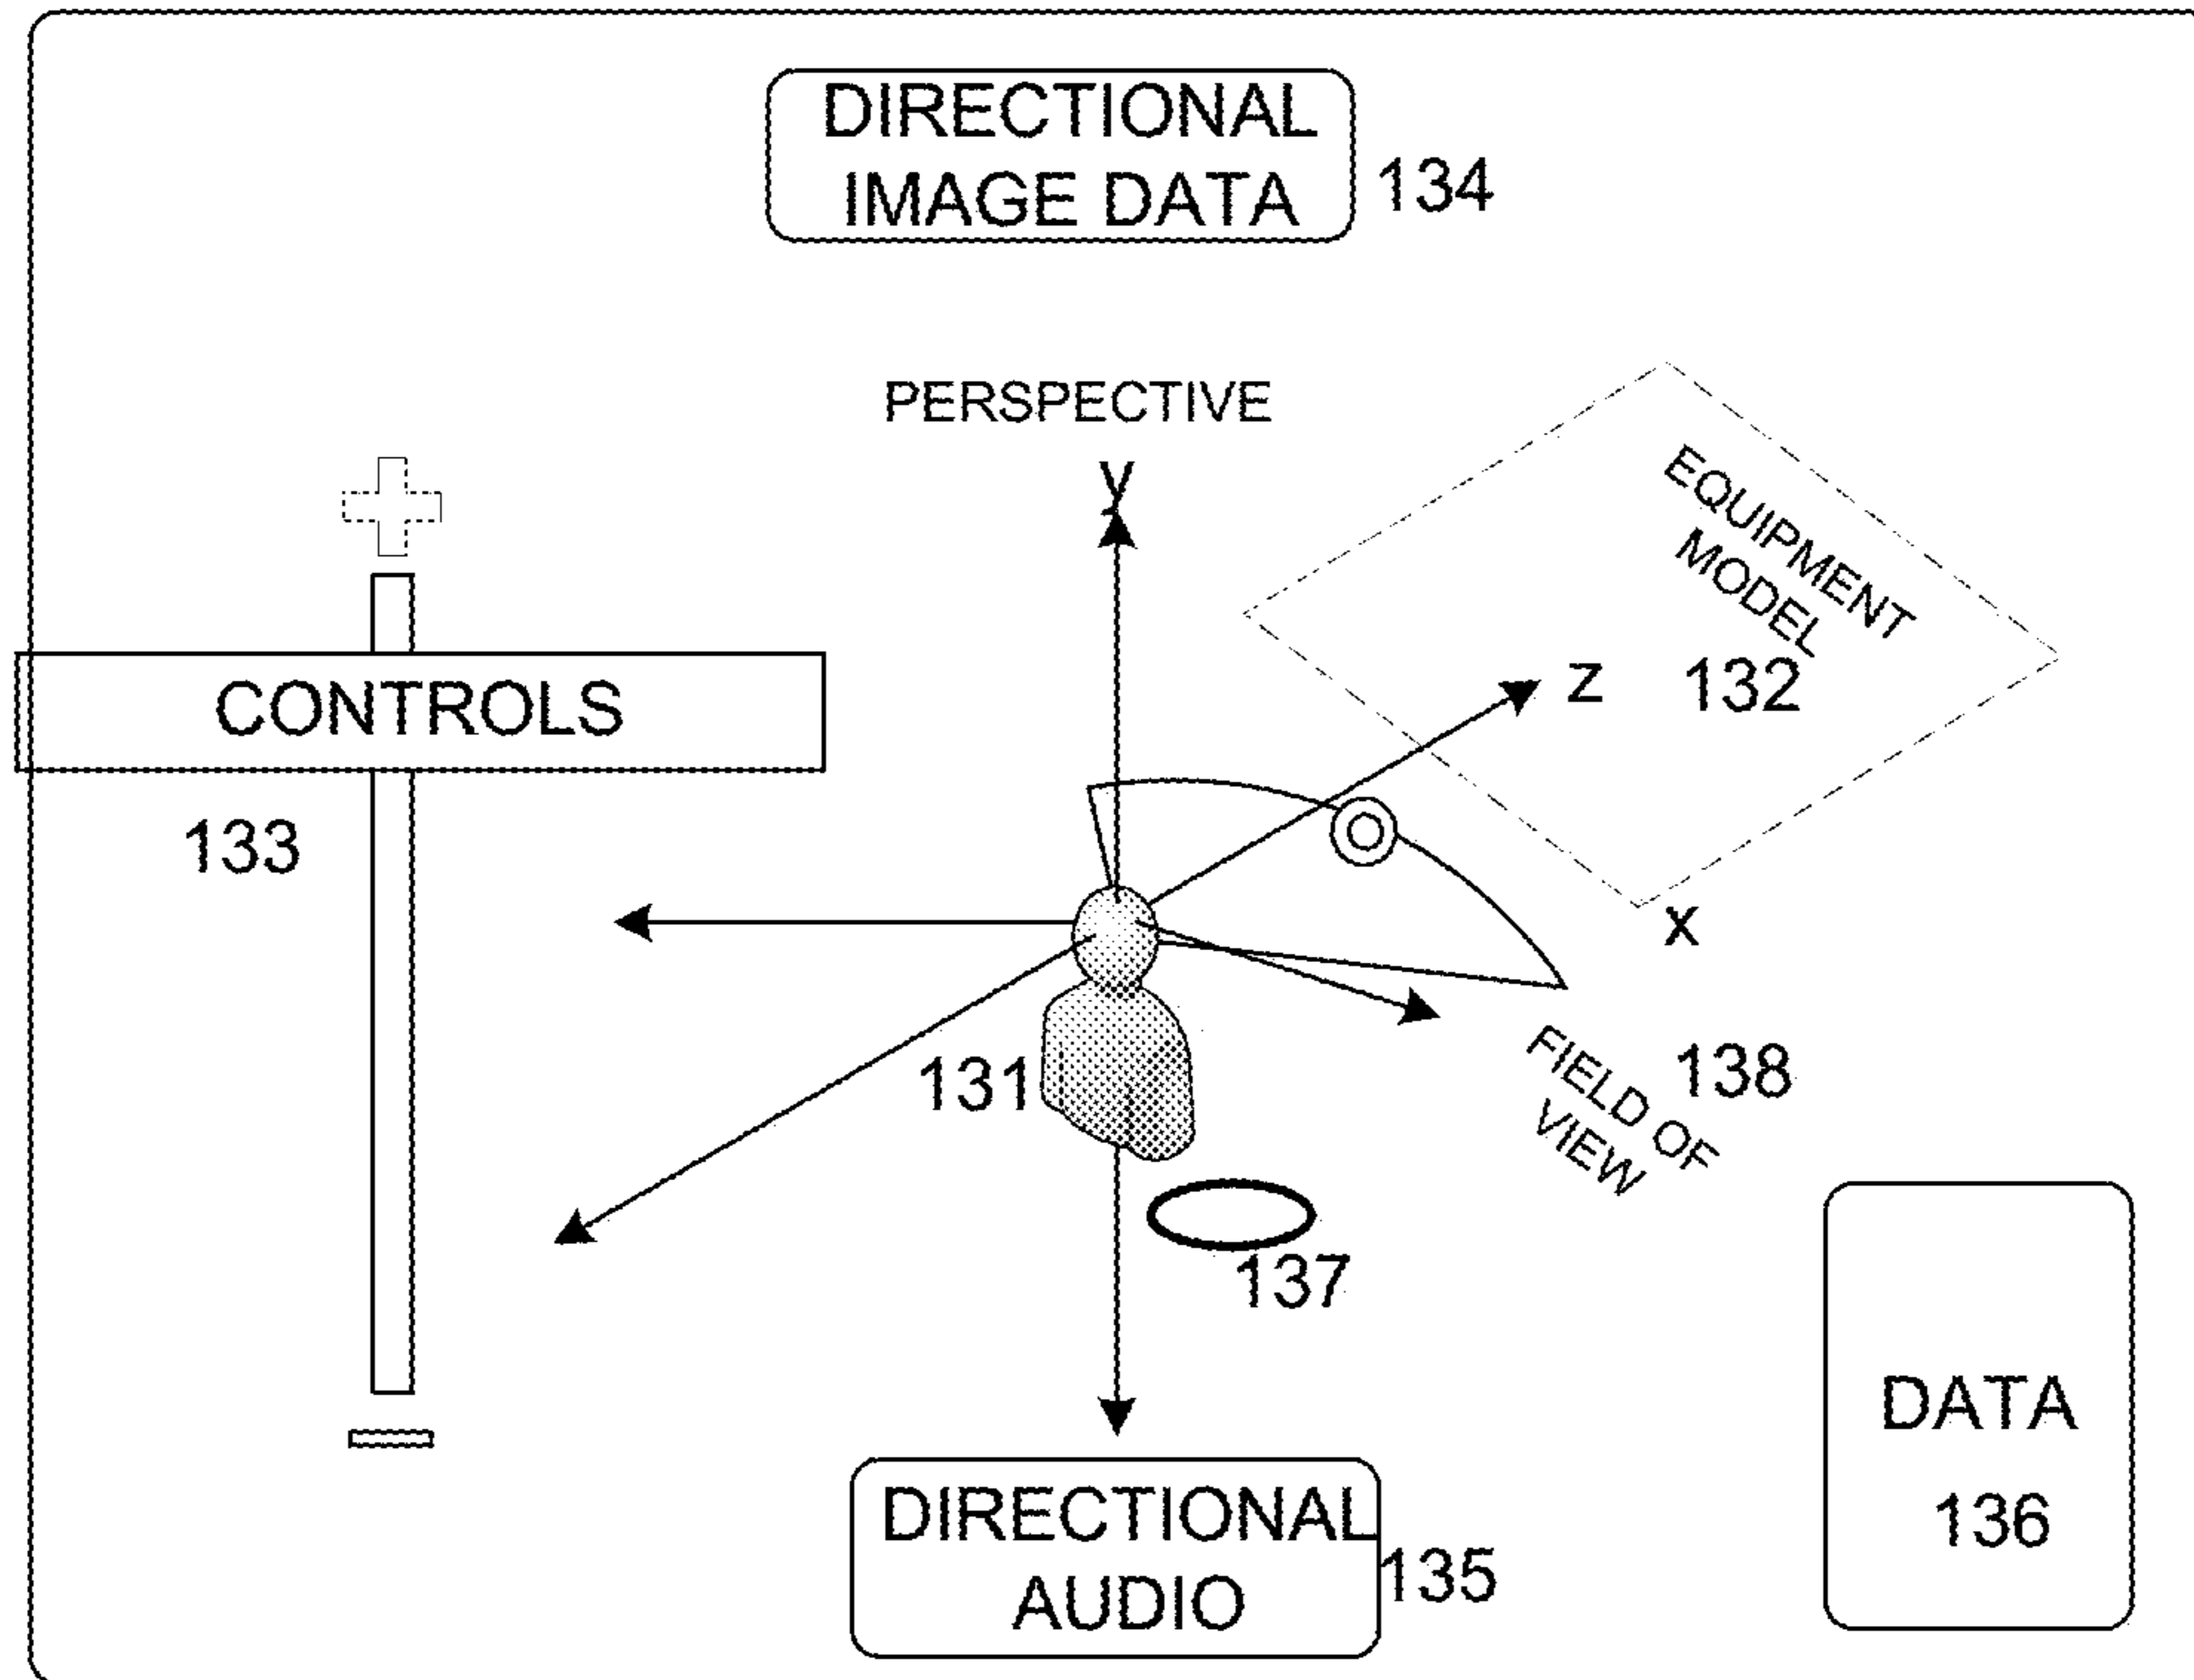 DIRECTIONAL
IMAGE DATA
134
PERSPECTIVE
y
EQUIPMENT
MODEL
132
z
CONTROLS
133
x
131
138
FIELD OF
VIEW
137
DIRECTIONAL
AUDIO
135
DATA
136